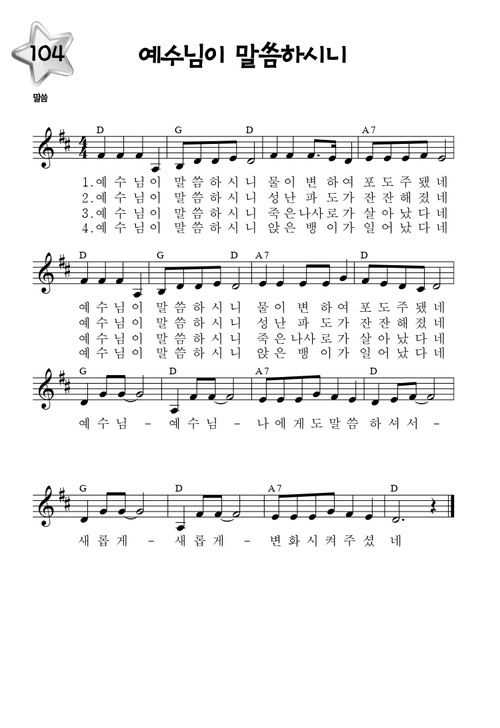 104
예수님이 말씀하시니
말씀
D G D A7
4 4
1.예 수 님 이 말 씀 하 시 니 물 이 변 하 여 포 도 주 됐 네
2.예 수 님 이 말 씀 하 시 니 성 난 파 도 가 잔 잔 해 졌 네
3.예 수 님 이 말 씀 하 시 니 죽 은 나 사 로 가 살 아 났 다 네
4.예 수 님 이 말 씀 하 시 니 앉 은 뱅 이 가 일 어 났 다 네
D G D A7 D
예 수 님 이 말 씀 하 시 니 물 이 변 하 여 포 도 주 됐 네
예 수 님 이 말 씀 하 시 니 성 난 파 도 가 잔 잔 해 졌 네
예 수 님 이 말 씀 하 시 니 죽 은 나 사 로 가 살 아 났 다 네
예 수 님 이 말 씀 하 시 니 앉 은 뱅 이 가 일 어 났 다 네
G D A7 D
예 수 님 - 예 수 님 - 나 에 게 도 말 씀 하 셔 서 -
G D A7 D
새 롭 게 - 새 롭 게 - 변 화 시 켜 주 셨 네